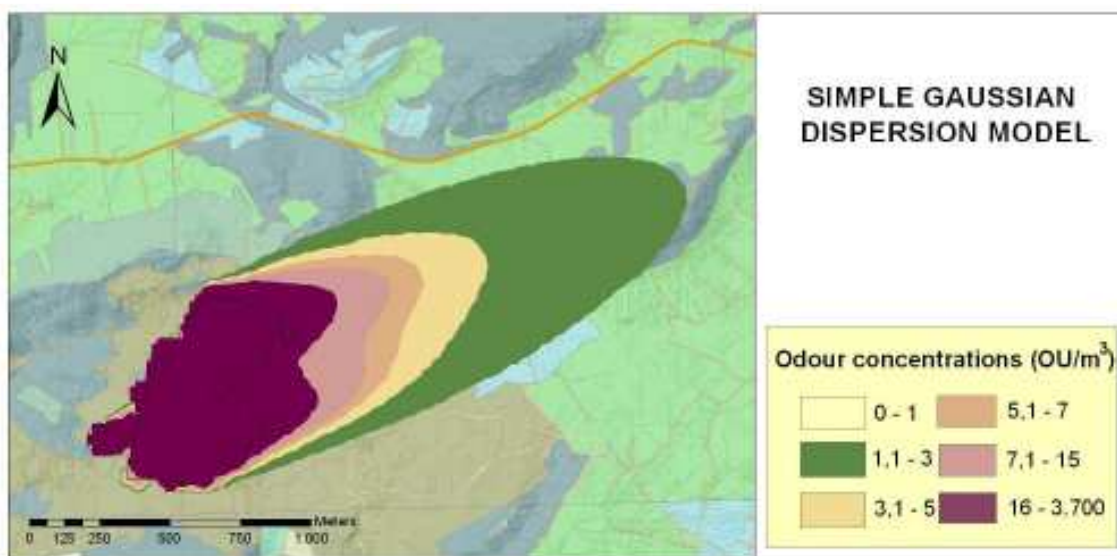 N
SIMPLE GAUSSIAN
DISPERSION MODEL
Odour concentrations (OU/m³)
0 - 1
5,1 - 7
1,1 - 3
7,1 - 15
3,1 - 5
16 - 3.700
Meters
0 125 250 500 750 1.000